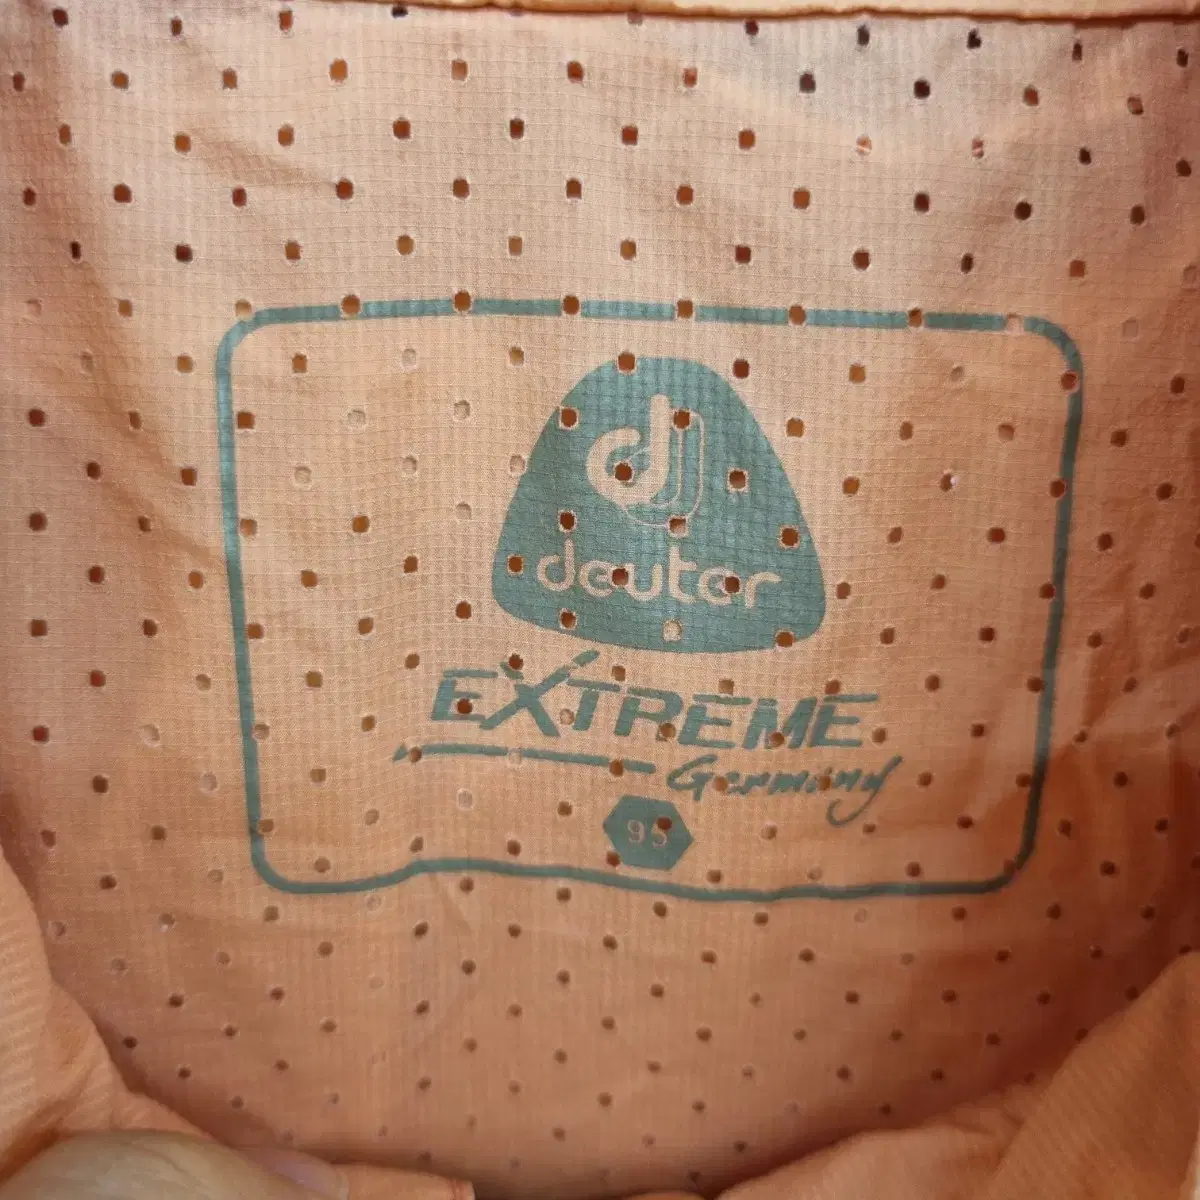 d
deuter
EXTREME
Germany
95